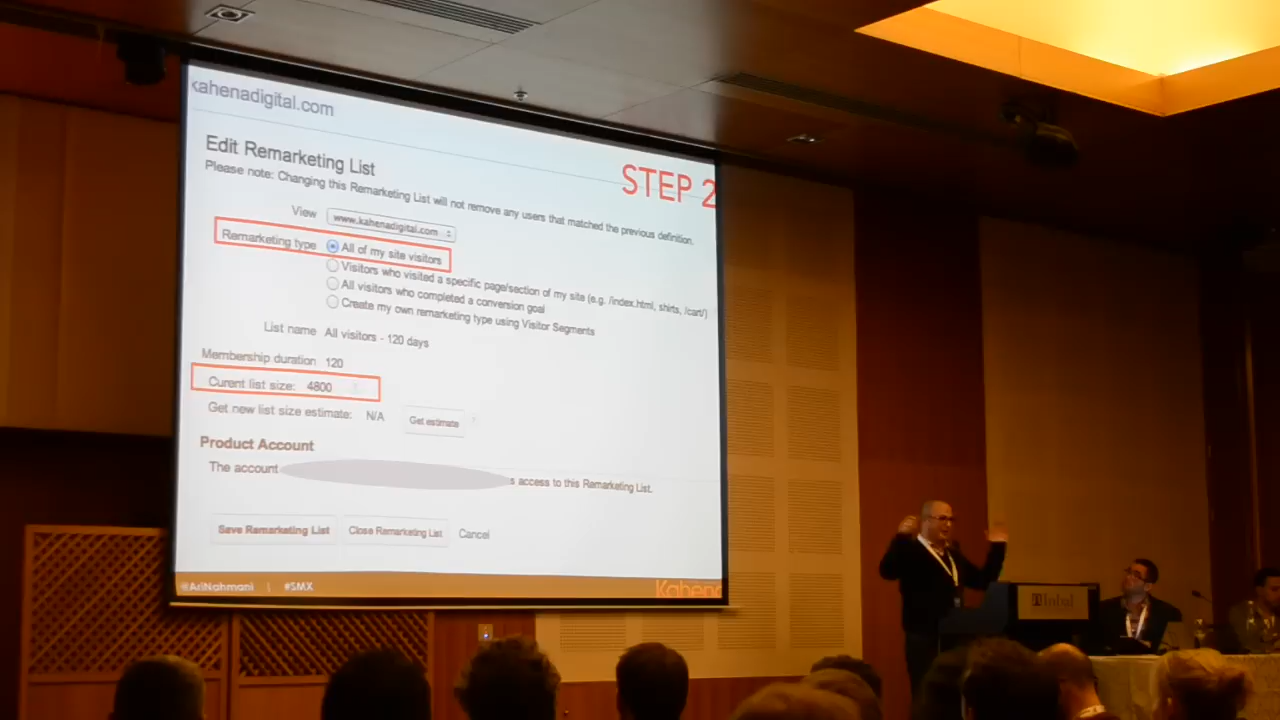 kahenadigital.com
Edit Remarketing List
STEP 2
Please note: Changing this Remarketing List will not remove any users that matched the previous definition.
View www.kahenadigital.com
Remarketing type All of my site visitors
Visitors who visited a specific page/section of my site (e.g. /index.html, shirts, /cart/)
All visitors who completed a conversion goal
Create my own remarketing type using Visitor Segments
List name All visitors - 120 days
Membership duration 120
Curent list size: 4800
Get new list size estimate: N/A Get estimate ?
Product Account
The account s access to this Remarketing List.
Save Remarketing List Close Remarketing List Cancel
@AriNahmani | #SMX
Kahena
Inbal